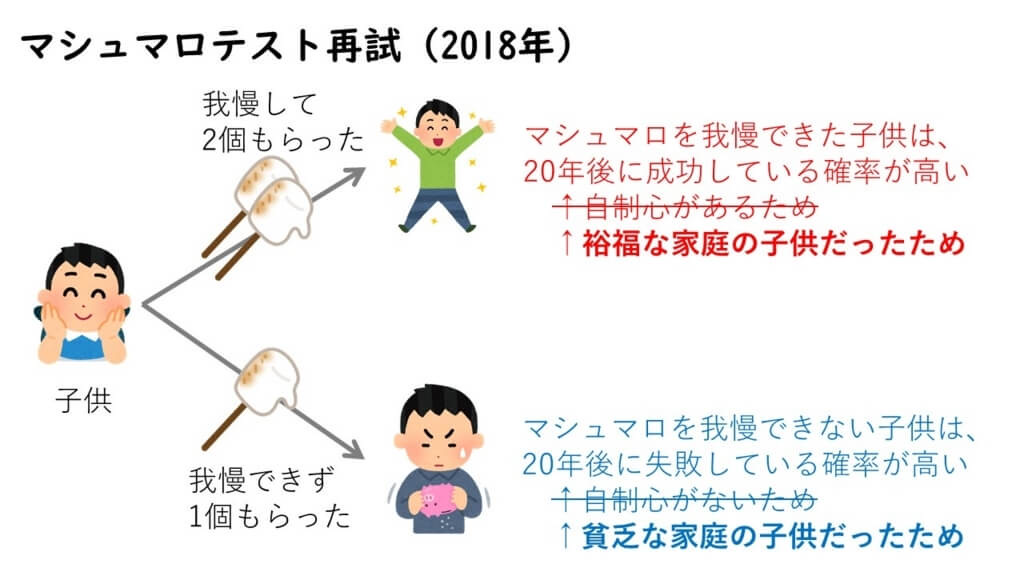 マシュマロテスト再試（2018年）
我慢して
2個もらった
マシュマロを我慢できた子供は、
20年後に成功している確率が高い
↑自制心があるため
↑裕福な家庭の子供だったため
子供
我慢できず
1個もらった
マシュマロを我慢できない子供は、
20年後に失敗している確率が高い
↑自制心がないため
↑貧乏な家庭の子供だったため